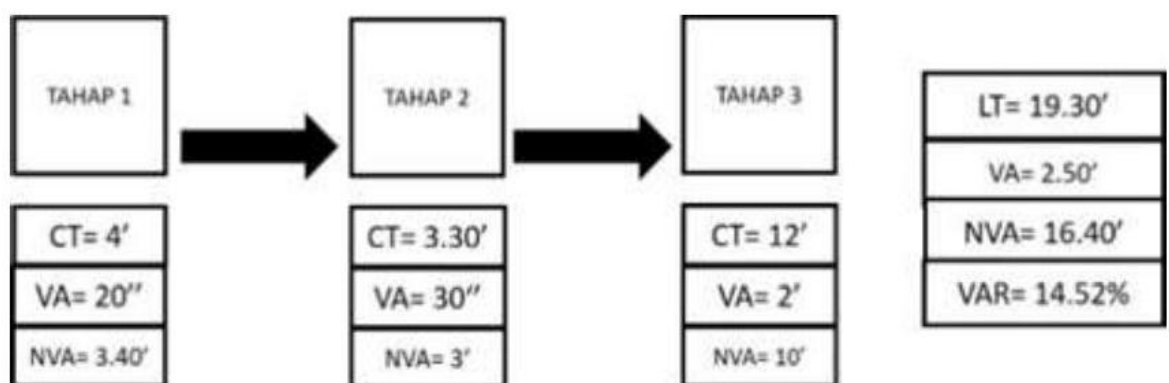 TAHAP 1
CT= 4'
VA= 20''
NVA= 3.40'
TAHAP 2
CT= 3.30'
VA= 30''
NVA= 3'
TAHAP 3
CT= 12'
VA= 2'
NVA= 10'
LT= 19.30'
VA= 2.50'
NVA= 16.40'
VAR= 14.52%